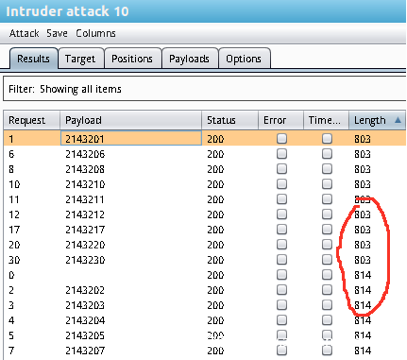 Intruder attack 10
Attack Save Columns
Results Target Positions Payloads Options
Filter: Showing all items
Request Payload Status Error Time... Length
1 2143201 200 803
6 2143206 200 803
8 2143208 200 803
10 2143210 200 803
11 2143211 200 803
12 2143212 200 803
17 2143217 200 803
20 2143220 200 803
30 2143230 200 803
0 200 814
2 2143202 200 814
3 2143203 200 814
4 2143204 200 814
5 2143205 200 814
7 2143207 200 814